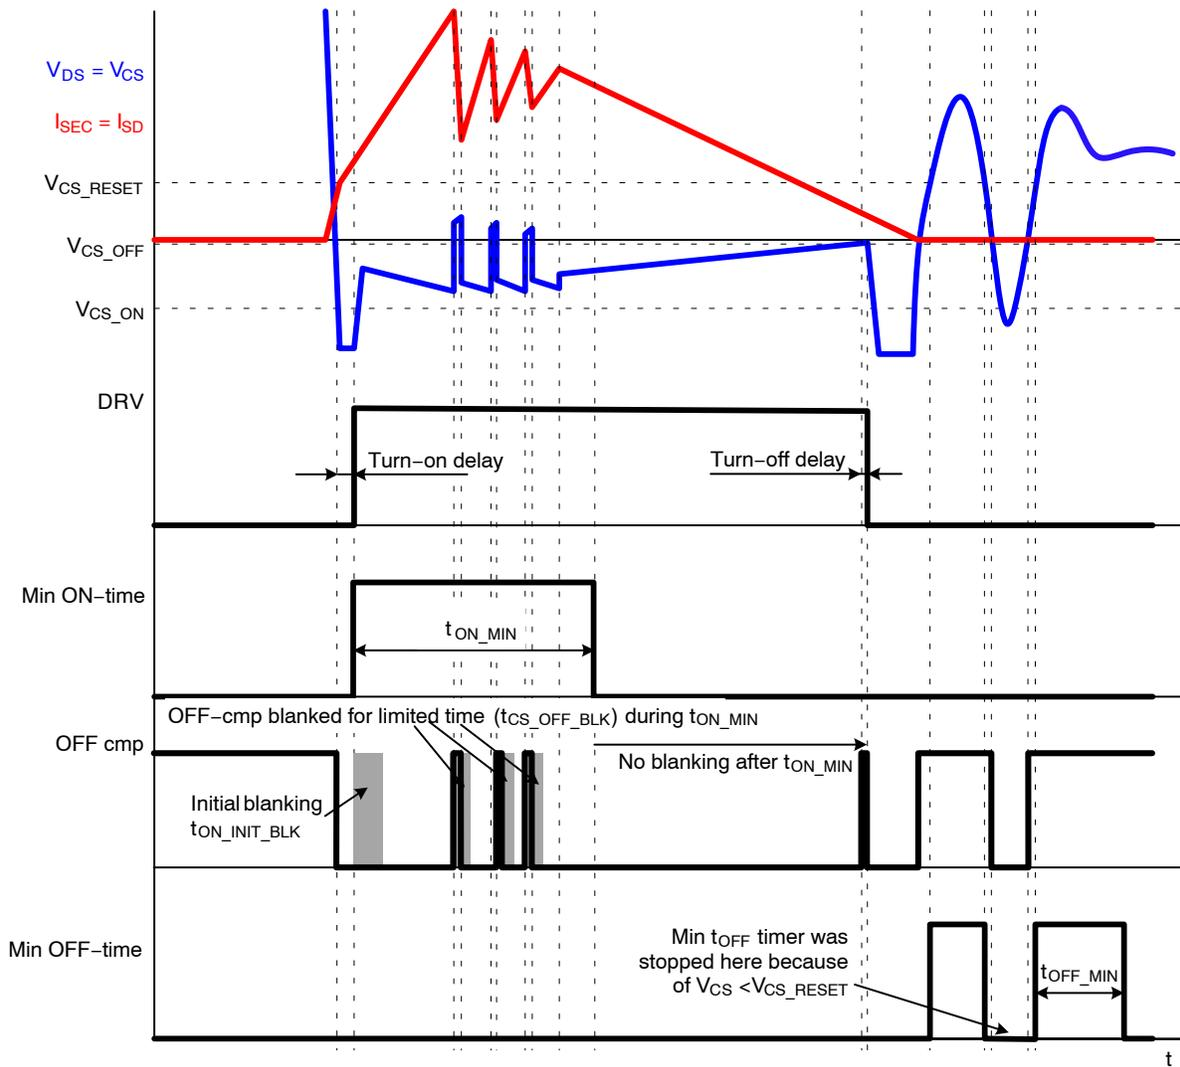 VDS = VCS
ISEC = ISD
VCS_RESET
VCS_OFF
VCS_ON
DRV
Turn−on delay
Turn−off delay
Min ON−time
tON_MIN
OFF−cmp blanked for limited time (tCS_OFF_BLK) during tON_MIN
OFF cmp
No blanking after tON_MIN
Initial blanking
tON_INIT_BLK
Min OFF−time
Min tOFF timer was
stopped here because
of VCS <VCS_RESET
tOFF_MIN
t